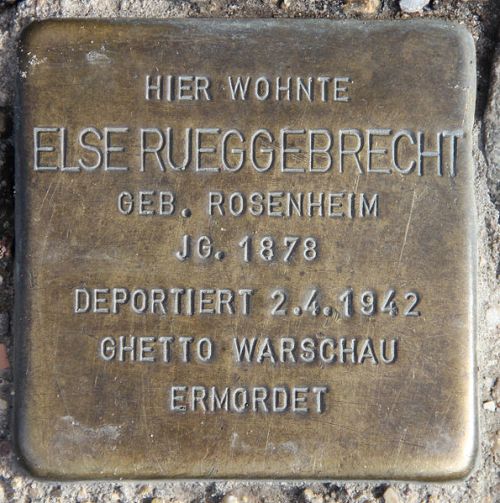 HIER WOHNTE
ELSE RUEGGEBRECHT
GEB. ROSENHEIM
JG. 1878
DEPORTIERT 2.4.1942
GHETTO WARSCHAU
ERMORDET